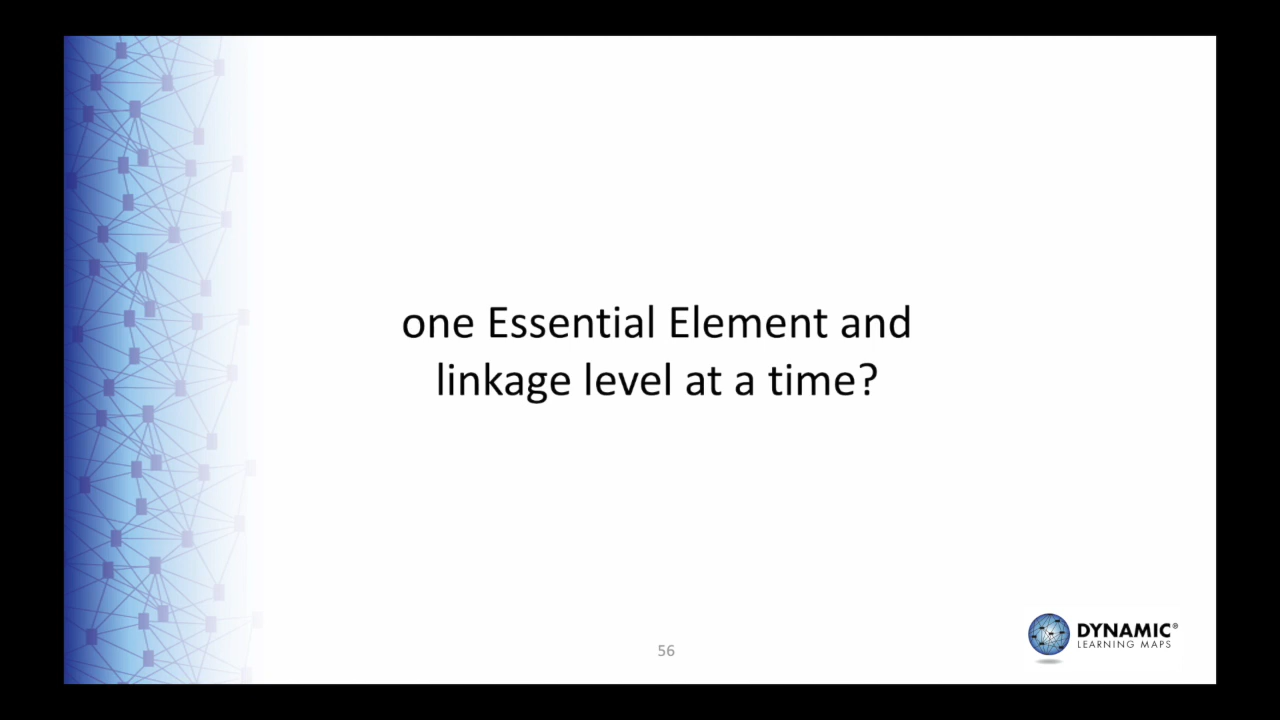 one Essential Element and
linkage level at a time?
56
DYNAMIC®
LEARNING MAPS